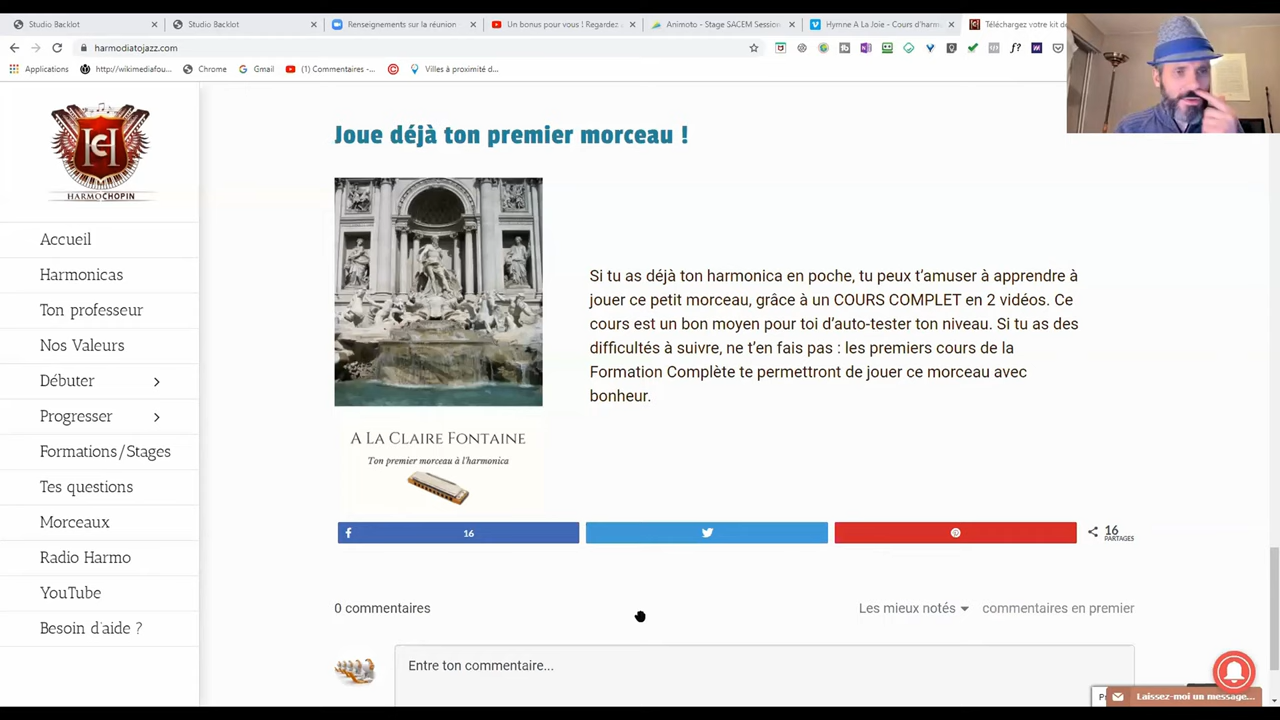 Studio Backlot
Studio Backlot
Renseignements sur la réunion
Un bonus pour vous ! Regardez
Animoto - Stage SACEM Session
Hymne A La Joie - Cours d'harm
Téléchargez votre kit de
harmodiatojazz.com
Applications
http://wikimediafou...
Chrome
Gmail
(1) Commentaires -...
Villes à proximité d...
HC
HARMOCHOPIN
Accueil
Harmonicas
Ton professeur
Nos Valeurs
Débuter
Progresser
Formations/Stages
Tes questions
Morceaux
Radio Harmo
YouTube
Besoin d'aide ?
Joue déjà ton premier morceau !
Si tu as déjà ton harmonica en poche, tu peux t'amuser à apprendre à
jouer ce petit morceau, grâce à un COURS COMPLET en 2 vidéos. Ce
cours est un bon moyen pour toi d'auto-tester ton niveau. Si tu as des
difficultés à suivre, ne t'en fais pas : les premiers cours de la
Formation Complète te permettront de jouer ce morceau avec
bonheur.
A LA CLAIRE FONTAINE
Ton premier morceau à l'harmonica
16
16
PARTAGES
0 commentaires
Les mieux notés
commentaires en premier
Entre ton commentaire...
Laissez-moi un message...